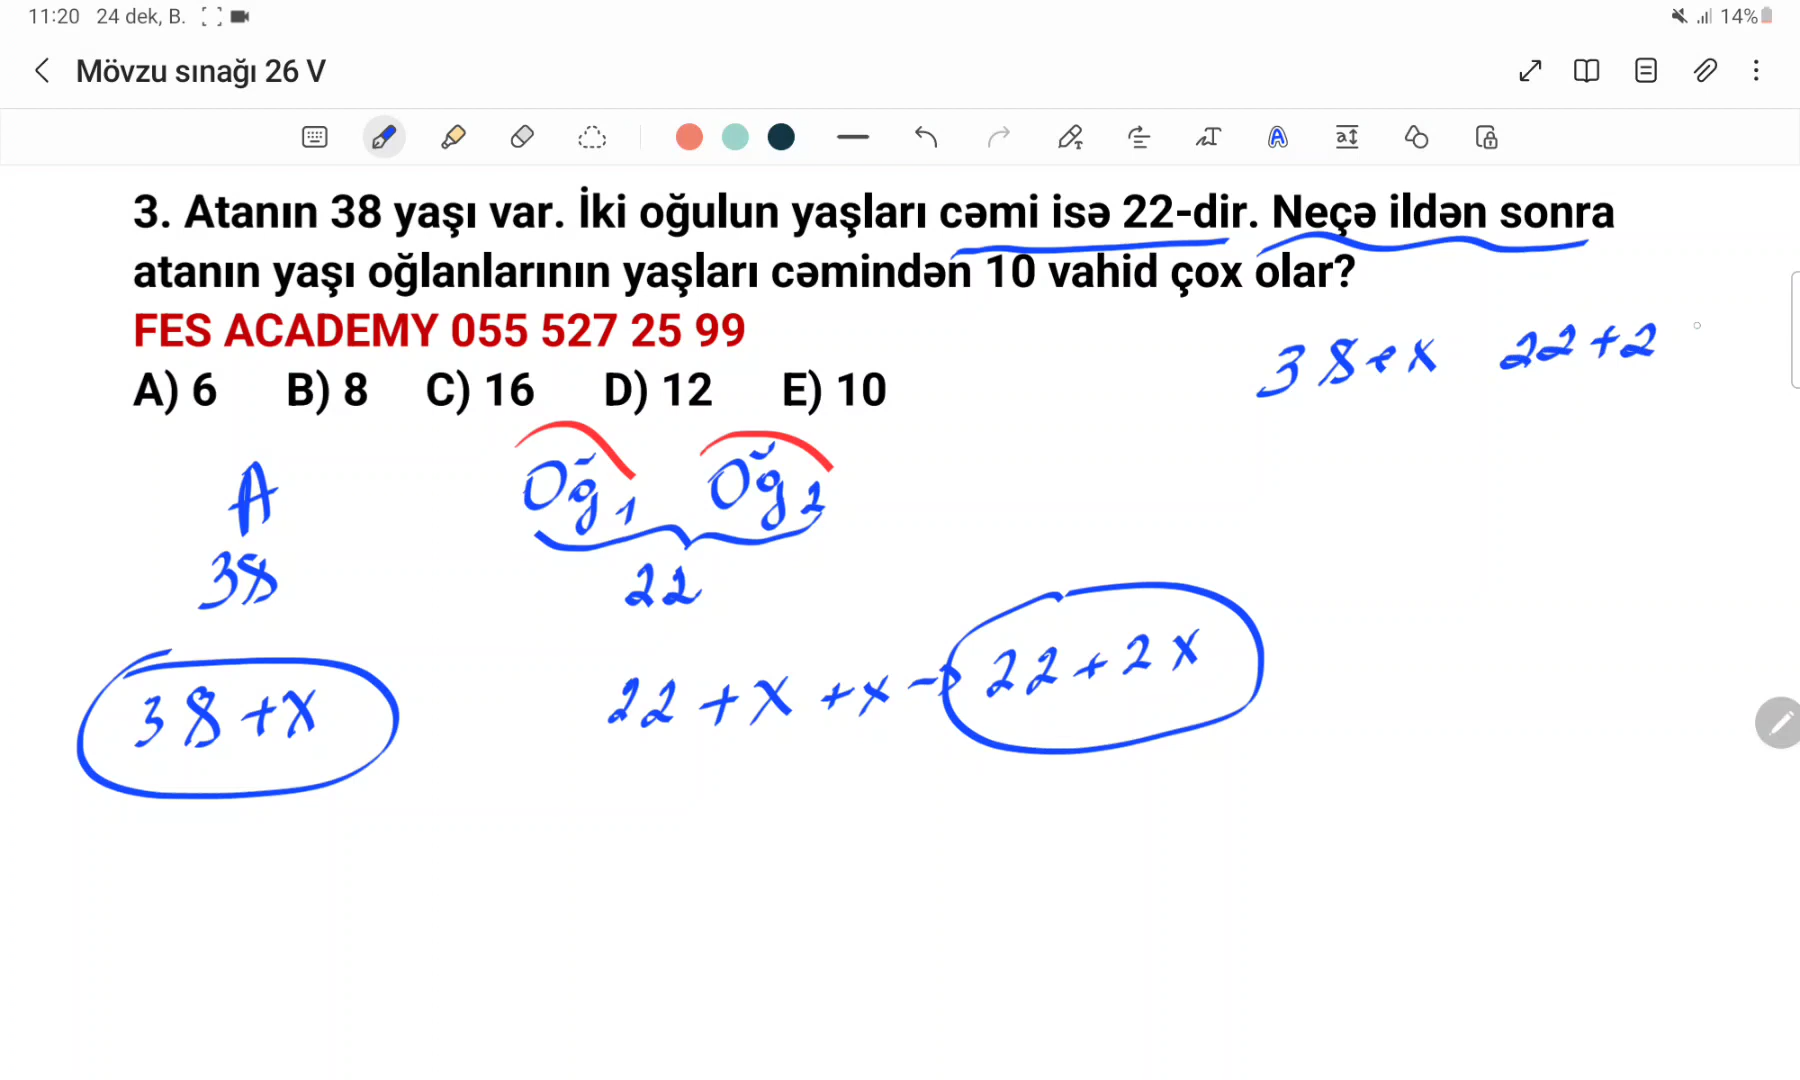 11:20 24 dek, B. 14%
Mövzu sınağı 26 V
3. Atanın 38 yaşı var. İki oğulun yaşları cəmi isə 22-dir. Neçə ildən sonra
atanın yaşı oğlanlarının yaşları cəmindən 10 vahid çox olar?
FES ACADEMY 055 527 25 99
38+x 22+2
A) 6 B) 8 C) 16 D) 12 E) 10
A Oğ1 Oğ2
38 22
38+x 22+x+x → 22+2x